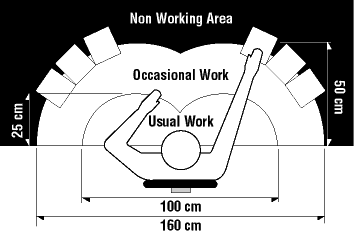 Non Working Area
Occasional Work
Usual Work
25 cm
50 cm
100 cm
160 cm